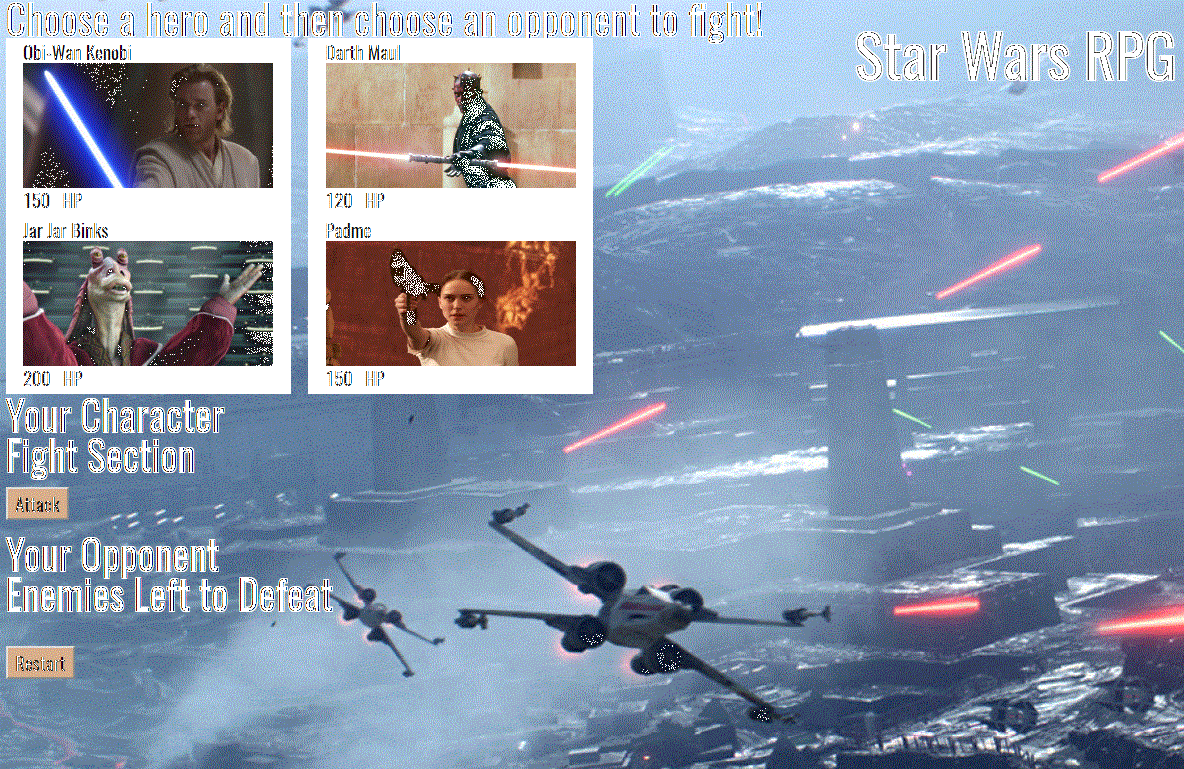 Choose a hero and then choose an opponent to fight!
Star Wars RPG
Obi-Wan Kenobi
150 HP
Darth Maul
120 HP
Jar Jar Binks
200 HP
Padme
150 HP
Your Character
Fight Section
Attack
Your Opponent
Enemies Left to Defeat
Restart